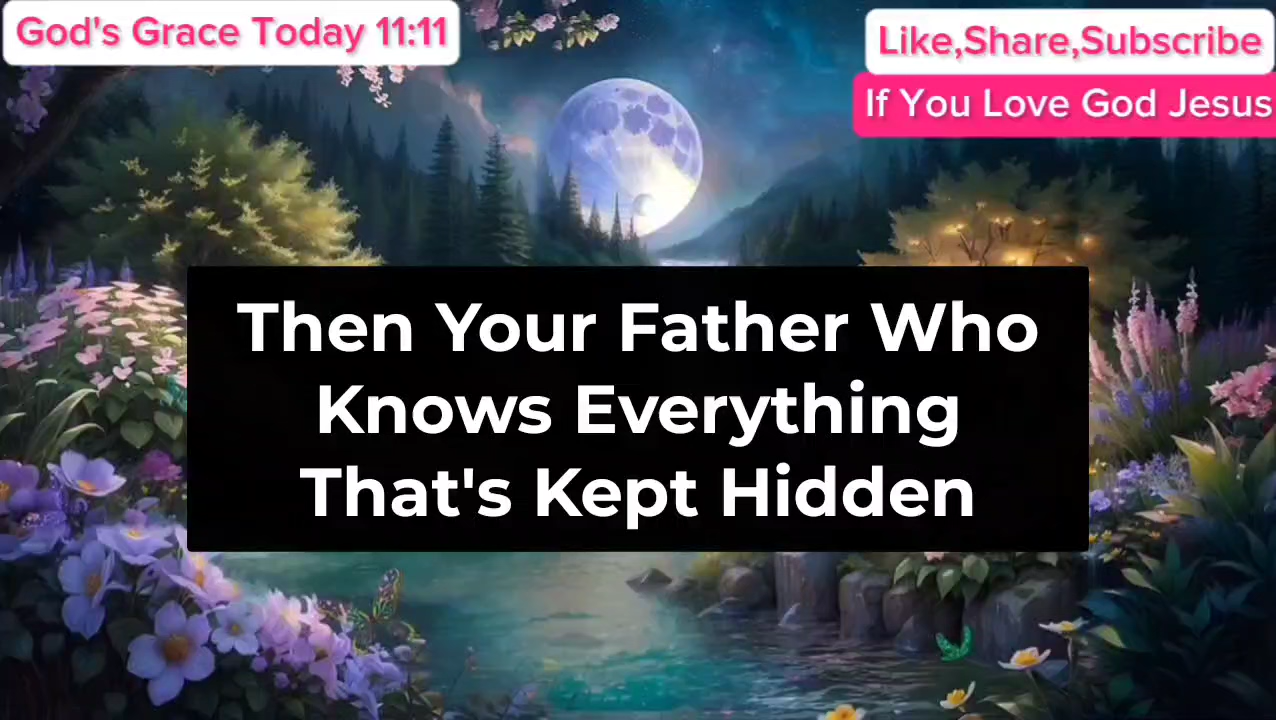 God's Grace Today 11:11
Like,Share,Subscribe
If You Love God Jesus
Then Your Father Who
Knows Everything
That's Kept Hidden